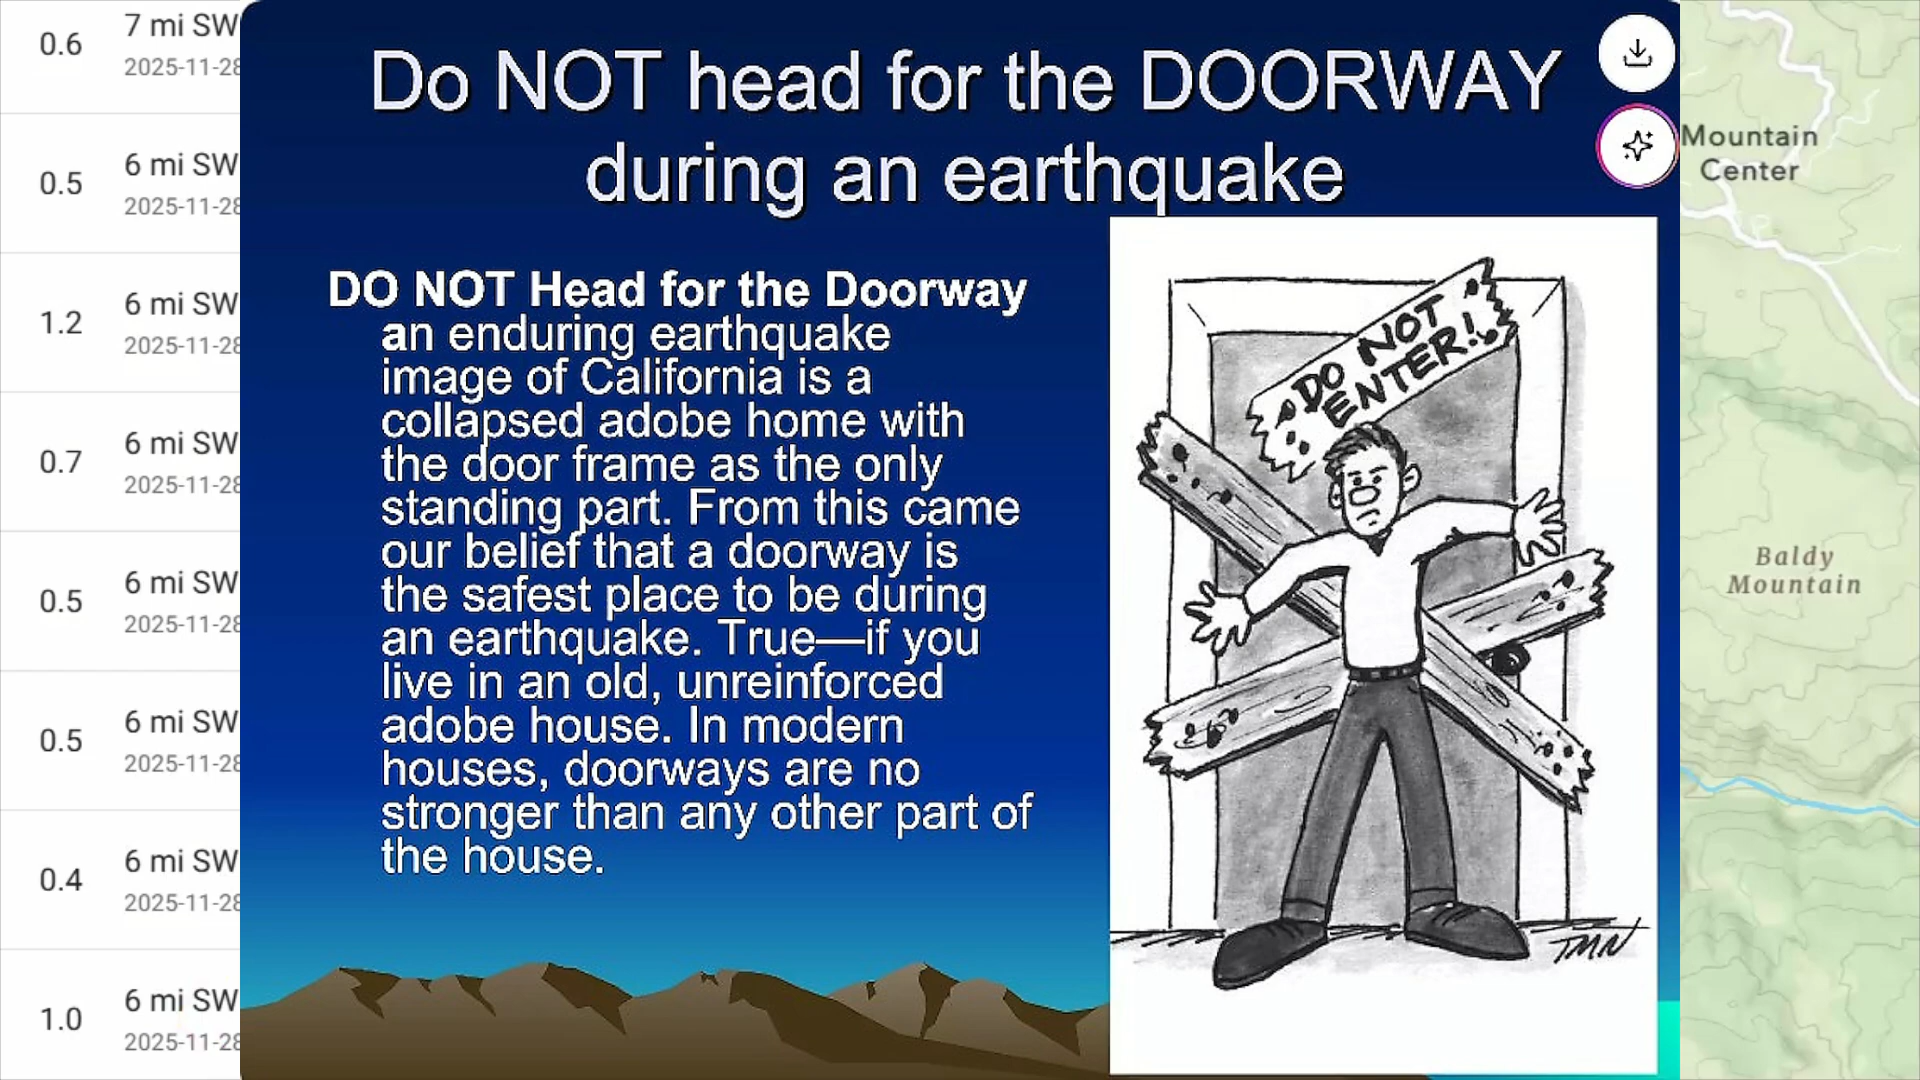 0.6
7 mi SW
2025-11-28
0.5
6 mi SW
2025-11-28
1.2
6 mi SW
2025-11-28
0.7
6 mi SW
2025-11-28
0.5
6 mi SW
2025-11-28
0.5
6 mi SW
2025-11-28
0.4
6 mi SW
2025-11-28
1.0
6 mi SW
2025-11-28
Do NOT head for the DOORWAY
during an earthquake
DO NOT Head for the Doorway
an enduring earthquake
image of California is a
collapsed adobe home with
the door frame as the only
standing part. From this came
our belief that a doorway is
the safest place to be during
an earthquake. True—if you
live in an old, unreinforced
adobe house. In modern
houses, doorways are no
stronger than any other part of
the house.
DO NOT
ENTER!
TMN
Mountain
Center
Baldy
Mountain